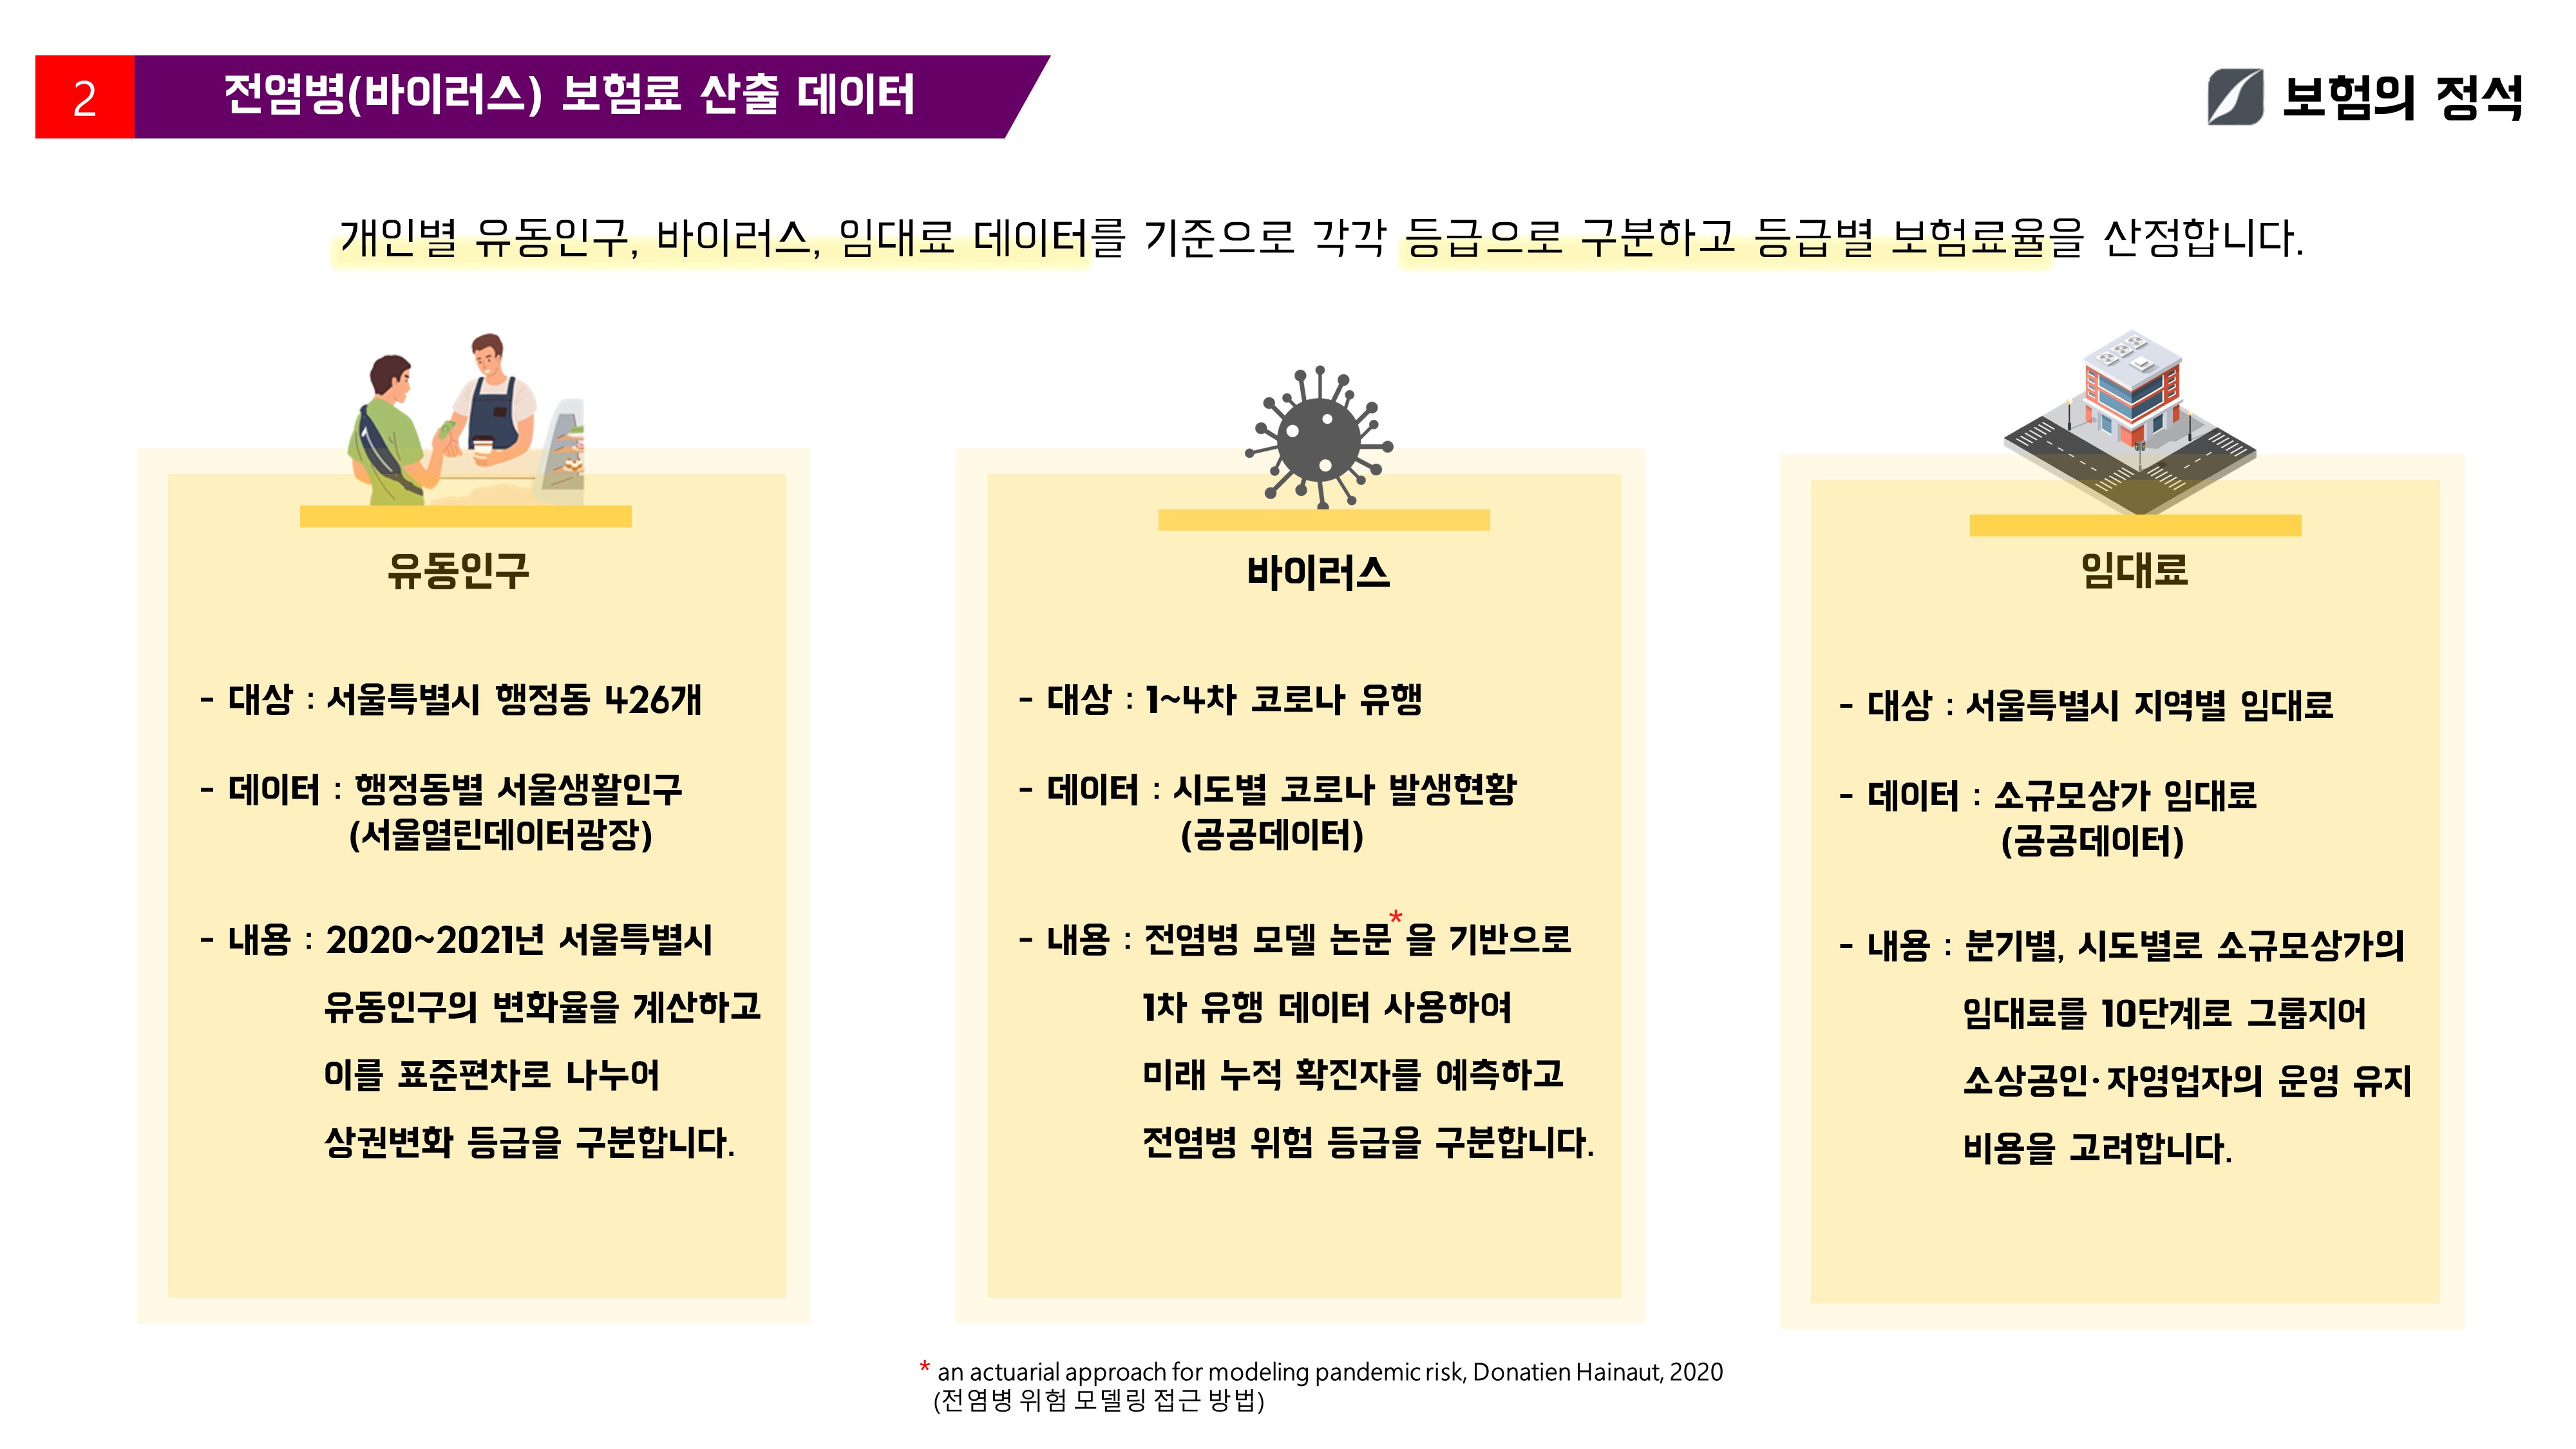 2
전염병(바이러스) 보험료 산출 데이터
보험의 정석
개인별 유동인구, 바이러스, 임대료 데이터를 기준으로 각각 등급으로 구분하고 등급별 보험료율을 산정합니다.
유동인구
- 대상 : 서울특별시 행정동 426개
- 데이터 : 행정동별 서울생활인구
(서울열린데이터광장)
- 내용 : 2020~2021년 서울특별시
유동인구의 변화율을 계산하고
이를 표준편차로 나누어
상권변화 등급을 구분합니다.
바이러스
- 대상 : 1~4차 코로나 유행
- 데이터 : 시도별 코로나 발생현황
(공공데이터)
- 내용 : 전염병 모델 논문*을 기반으로
1차 유행 데이터 사용하여
미래 누적 확진자를 예측하고
전염병 위험 등급을 구분합니다.
임대료
- 대상 : 서울특별시 지역별 임대료
- 데이터 : 소규모상가 임대료
(공공데이터)
- 내용 : 분기별, 시도별로 소규모상가의
임대료를 10단계로 그룹지어
소상공인·자영업자의 운영 유지
비용을 고려합니다.
* an actuarial approach for modeling pandemic risk, Donatien Hainaut, 2020
(전염병 위험 모델링 접근 방법)